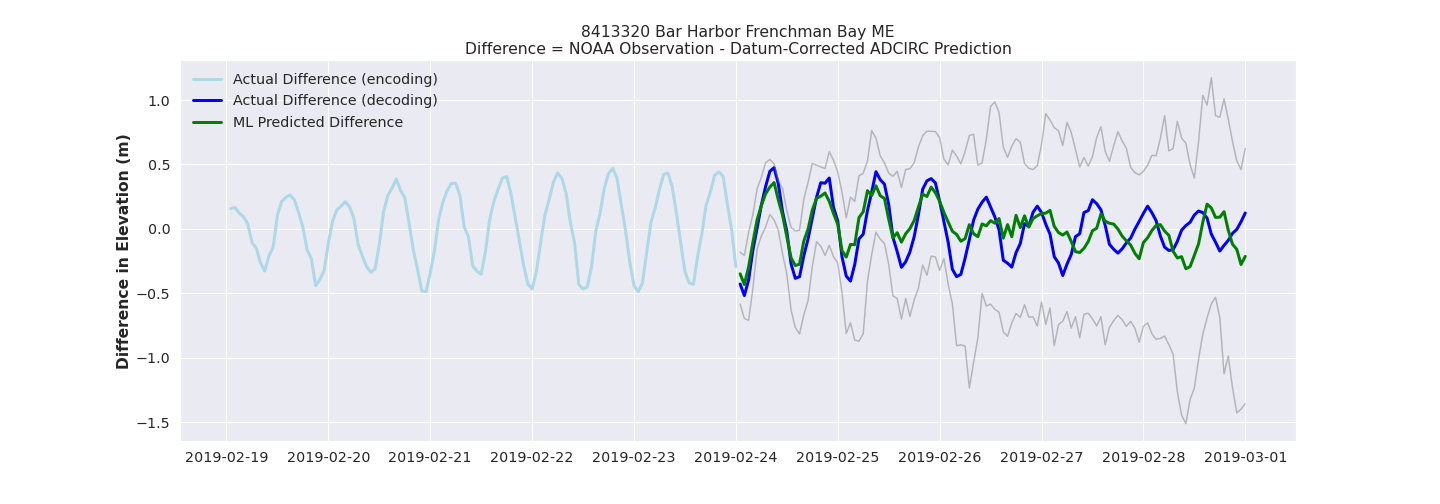 8413320 Bar Harbor Frenchman Bay ME
Difference = NOAA Observation - Datum-Corrected ADCIRC Prediction
Actual Difference (encoding)
Actual Difference (decoding)
ML Predicted Difference
Difference in Elevation (m)
1.0
0.5
0.0
−0.5
−1.0
−1.5
2019-02-19 2019-02-20 2019-02-21 2019-02-22 2019-02-23 2019-02-24 2019-02-25 2019-02-26 2019-02-27 2019-02-28 2019-03-01